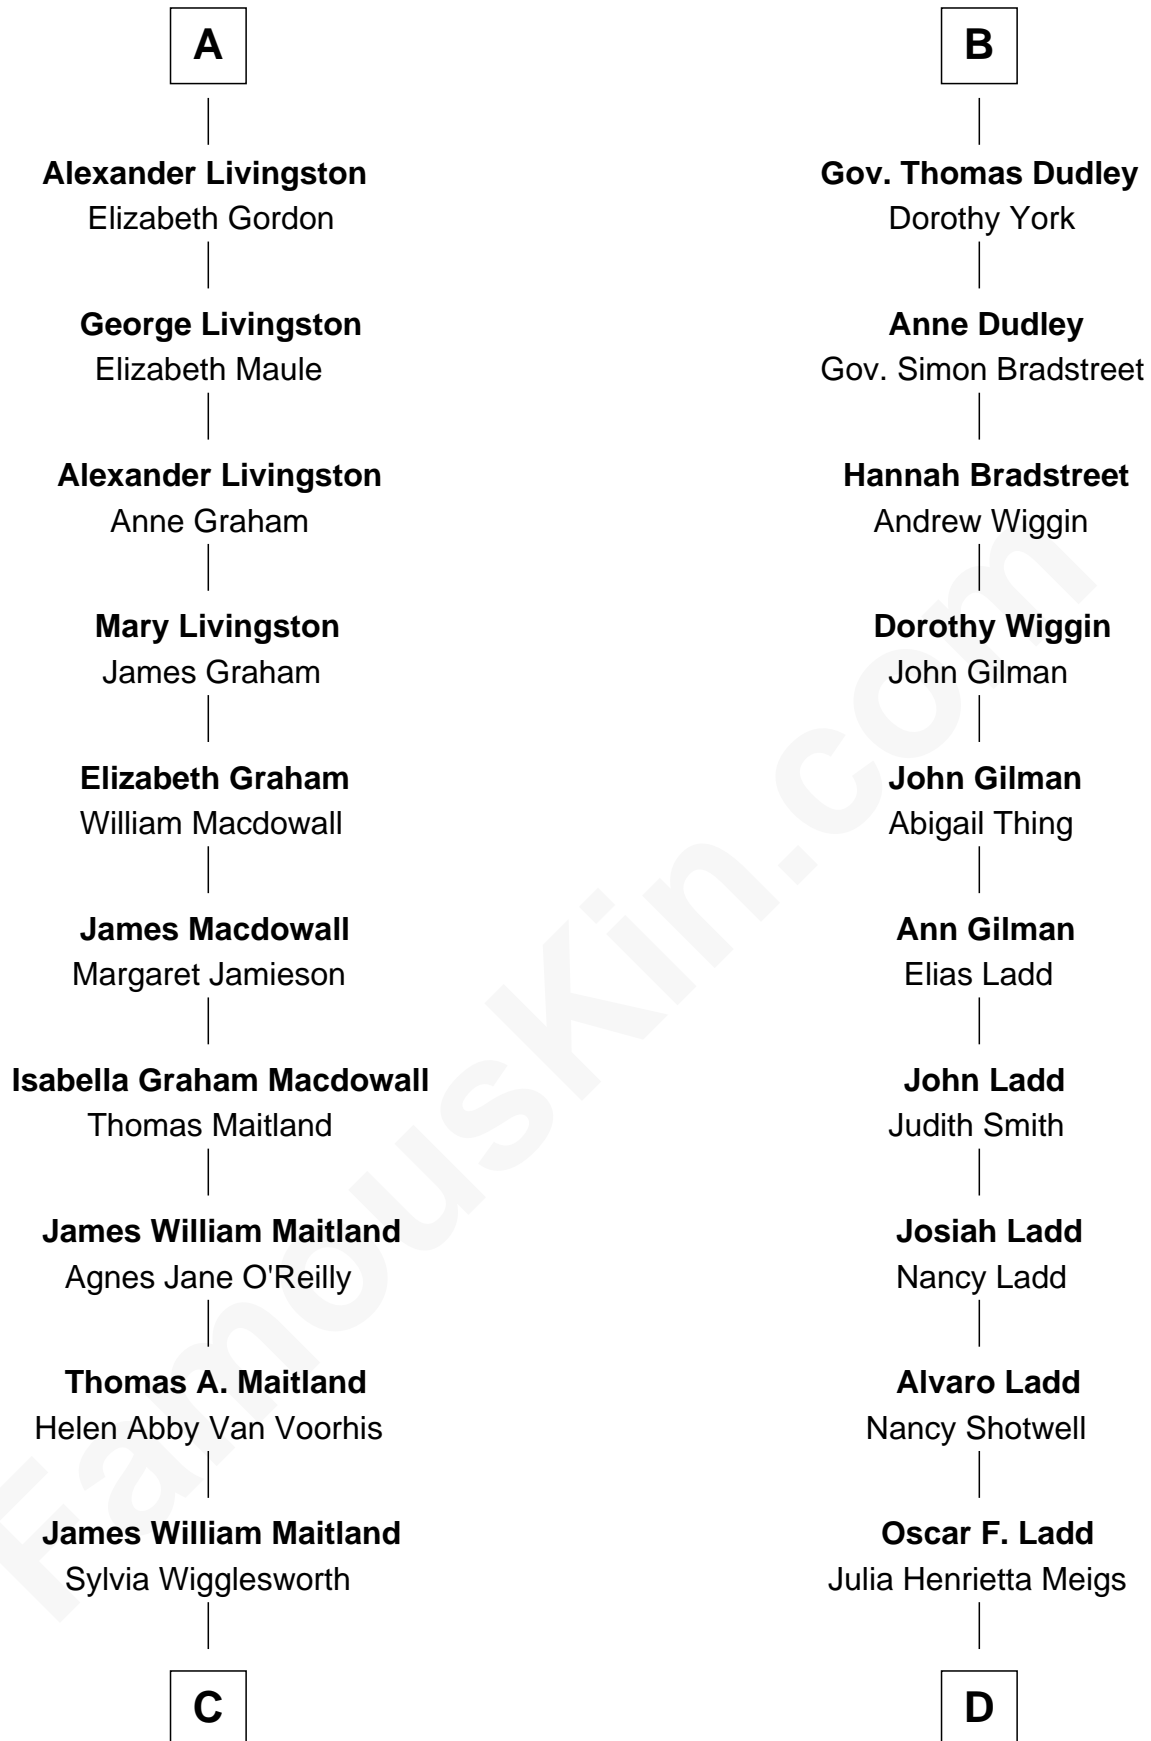 A
Alexander Livingston
Elizabeth Gordon
George Livingston
Elizabeth Maule
Alexander Livingston
Anne Graham
Mary Livingston
James Graham
Elizabeth Graham
William Macdowall
James Macdowall
Margaret Jamieson
Isabella Graham Macdowall
Thomas Maitland
James William Maitland
Agnes Jane O'Reilly
Thomas A. Maitland
Helen Abby Van Voorhis
James William Maitland
Sylvia Wigglesworth
C
B
Gov. Thomas Dudley
Dorothy York
Anne Dudley
Gov. Simon Bradstreet
Hannah Bradstreet
Andrew Wiggin
Dorothy Wiggin
John Gilman
John Gilman
Abigail Thing
Ann Gilman
Elias Ladd
John Ladd
Judith Smith
Josiah Ladd
Nancy Ladd
Alvaro Ladd
Nancy Shotwell
Oscar F. Ladd
Julia Henrietta Meigs
D
FamousKin.com